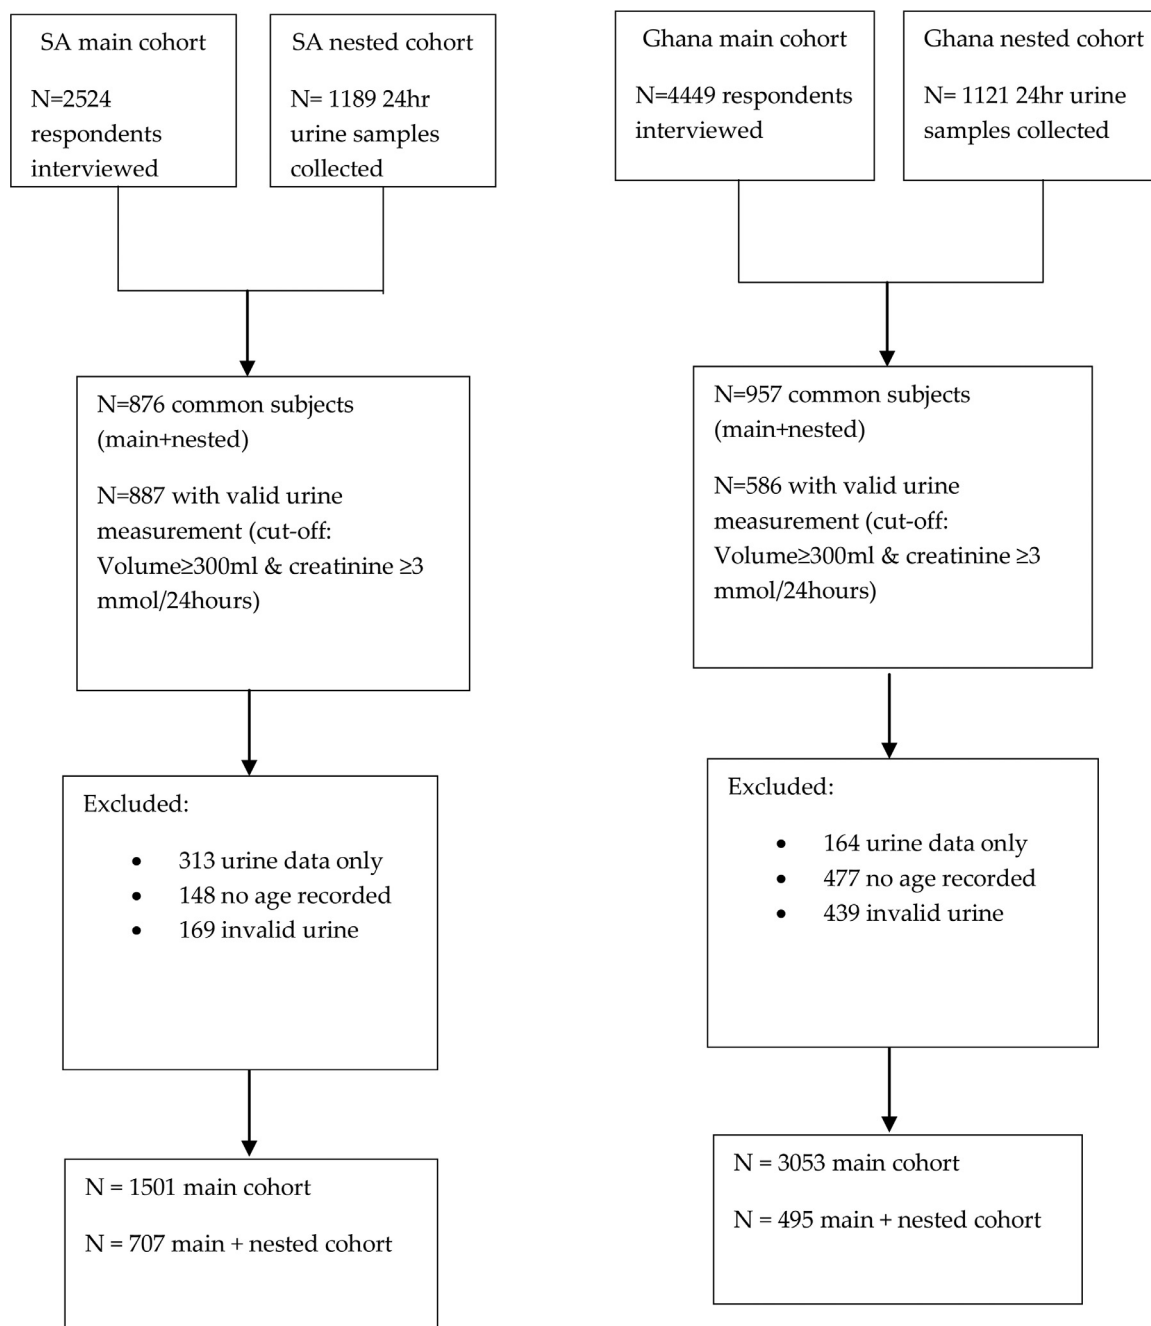 SA main cohort
N=2524
respondents
interviewed
SA nested cohort
N= 1189 24hr
urine samples
collected
Ghana main cohort
N=4449 respondents
interviewed
Ghana nested cohort
N= 1121 24hr urine
samples collected
N=876 common subjects
(main+nested)
N=887 with valid urine
measurement (cut-off:
Volume≥300ml & creatinine ≥3
mmol/24hours)
N=957 common subjects
(main+nested)
N=586 with valid urine
measurement (cut-off:
Volume≥300ml & creatinine ≥3
mmol/24hours)
Excluded:
• 313 urine data only
• 148 no age recorded
• 169 invalid urine
Excluded:
• 164 urine data only
• 477 no age recorded
• 439 invalid urine
N = 1501 main cohort
N = 707 main + nested cohort
N = 3053 main cohort
N = 495 main + nested cohort